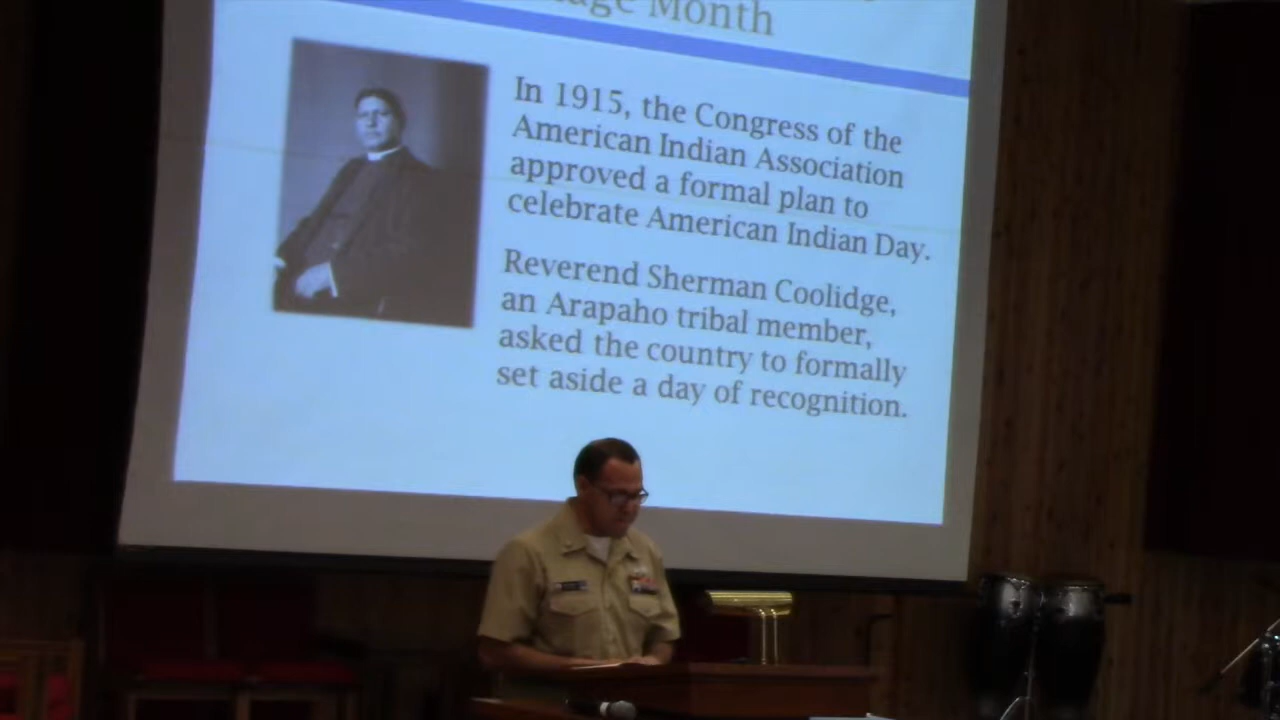 Month
In 1915, the Congress of the
American Indian Association
approved a formal plan to
celebrate American Indian Day.
Reverend Sherman Coolidge,
an Arapaho tribal member,
asked the country to formally
set aside a day of recognition.